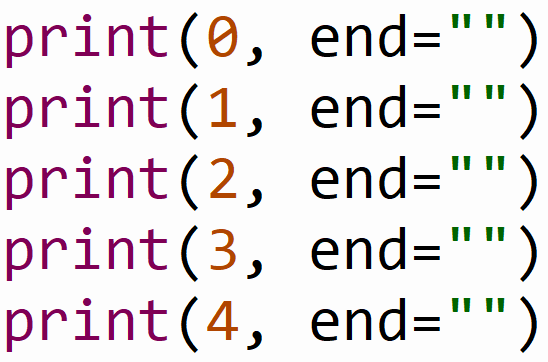 print(0, end="")
print(1, end="")
print(2, end="")
print(3, end="")
print(4, end="")